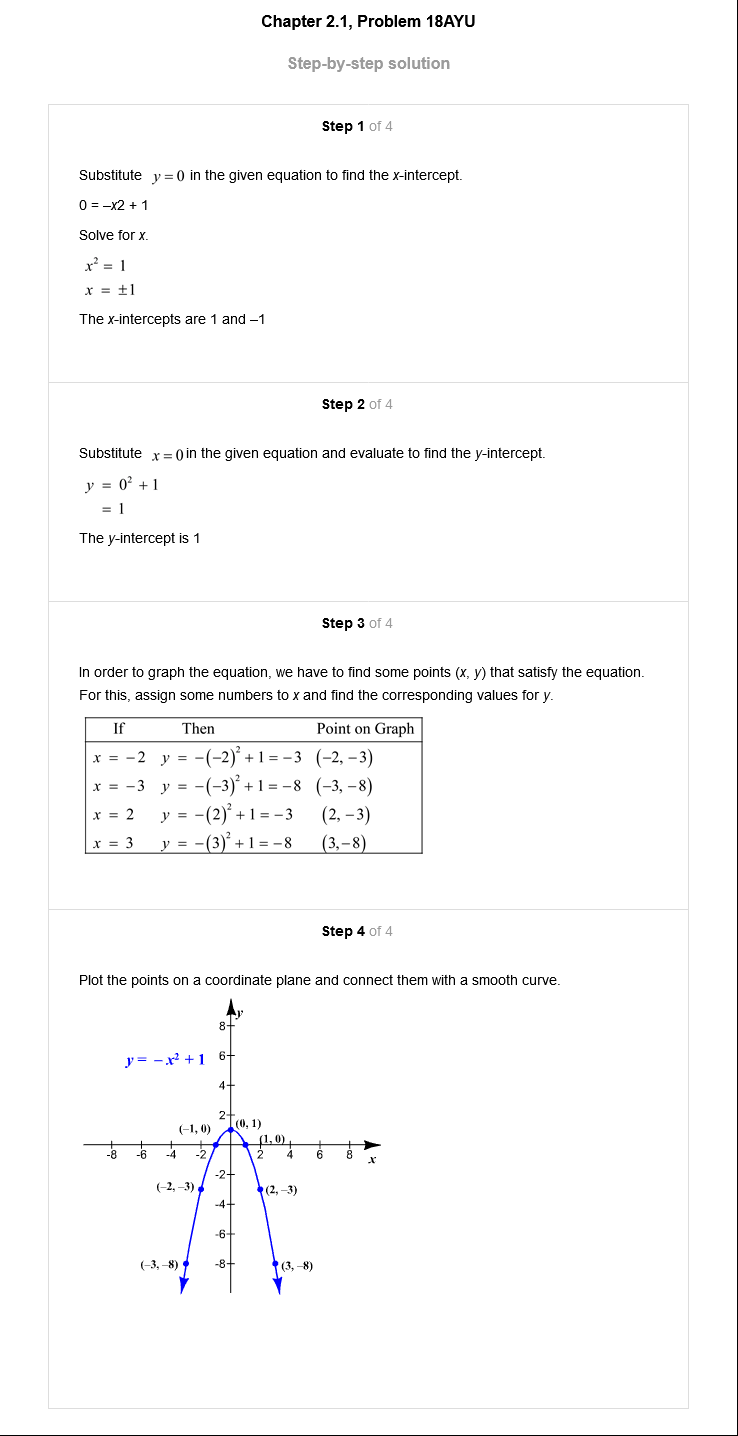 Chapter 2.1, Problem 18AYU
Step-by-step solution
Step 1 of 4
Substitute y = 0 in the given equation to find the x-intercept.
0 = –x2 + 1
Solve for x.
x² = 1
x = ±1
The x-intercepts are 1 and –1
Step 2 of 4
Substitute x = 0 in the given equation and evaluate to find the y-intercept.
y = 0² + 1
= 1
The y-intercept is 1
Step 3 of 4
In order to graph the equation, we have to find some points (x, y) that satisfy the equation.
For this, assign some numbers to x and find the corresponding values for y.
If Then Point on Graph
x = −2 y = −(−2)² + 1 = −3 (−2, −3)
x = −3 y = −(−3)² + 1 = −8 (−3, −8)
x = 2 y = −(2)² + 1 = −3 (2, −3)
x = 3 y = −(3)² + 1 = −8 (3, −8)
Step 4 of 4
Plot the points on a coordinate plane and connect them with a smooth curve.
y
8
y = −x² + 1 6
4
2
(−1, 0) (0, 1)
(1, 0)
-8 -6 -4 -2 2 4 6 8 x
-2
(−2, −3) (2, −3)
-4
-6
(−3, −8) -8 (3, −8)